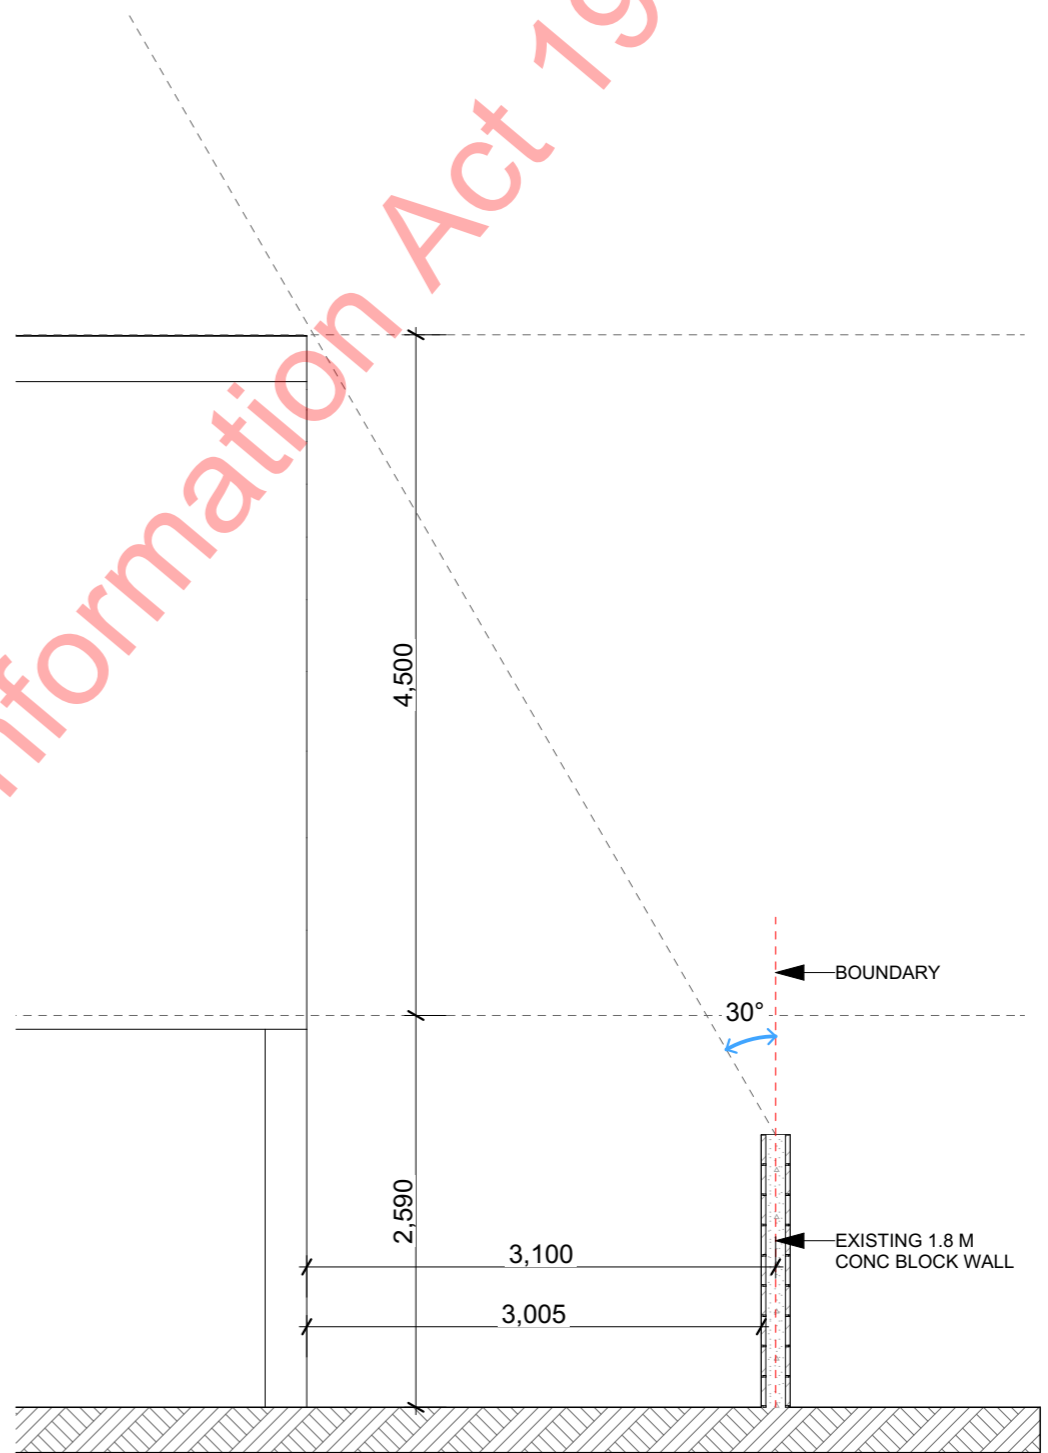 Information Act 19
4,500
BOUNDARY
30°
2,590
EXISTING 1.8 M
CONC BLOCK WALL
3,100
3,005